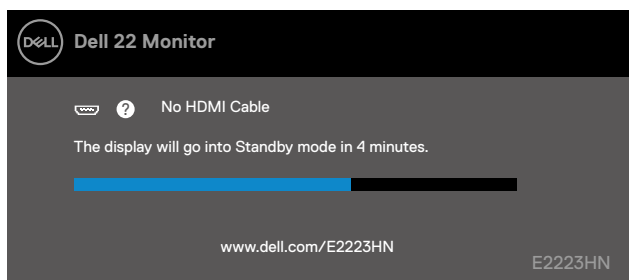 DELL Dell 22 Monitor
? No HDMI Cable
The display will go into Standby mode in 4 minutes.
www.dell.com/E2223HN
E2223HN